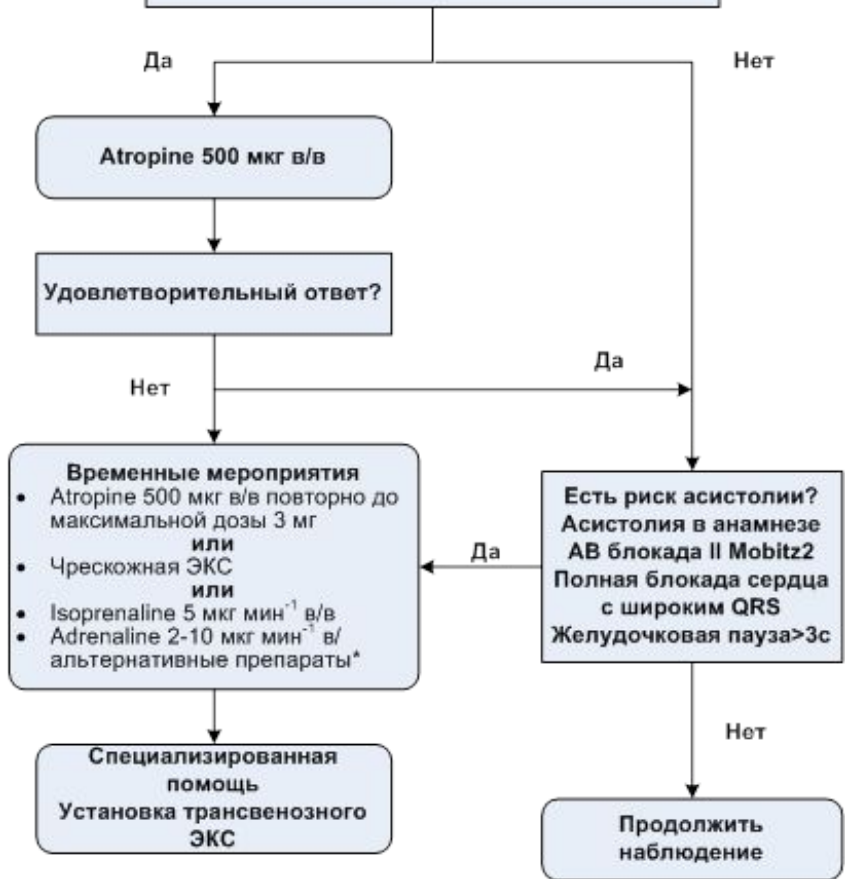 Да
Нет
Atropine 500 мкг в/в
Удовлетворительный ответ?
Да
Нет
Временные мероприятия
• Atropine 500 мкг в/в повторно до
максимальной дозы 3 мг
или
• Чрескожная ЭКС
или
• Isoprenaline 5 мкг мин⁻¹ в/в
• Adrenaline 2-10 мкг мин⁻¹ в/
альтернативные препараты*
Да
Есть риск асистолии?
Асистолия в анамнезе
АВ блокада II Mobitz2
Полная блокада сердца
с широким QRS
Желудочковая пауза>3с
Специализированная
помощь
Установка трансвенозного
ЭКС
Нет
Продолжить
наблюдение